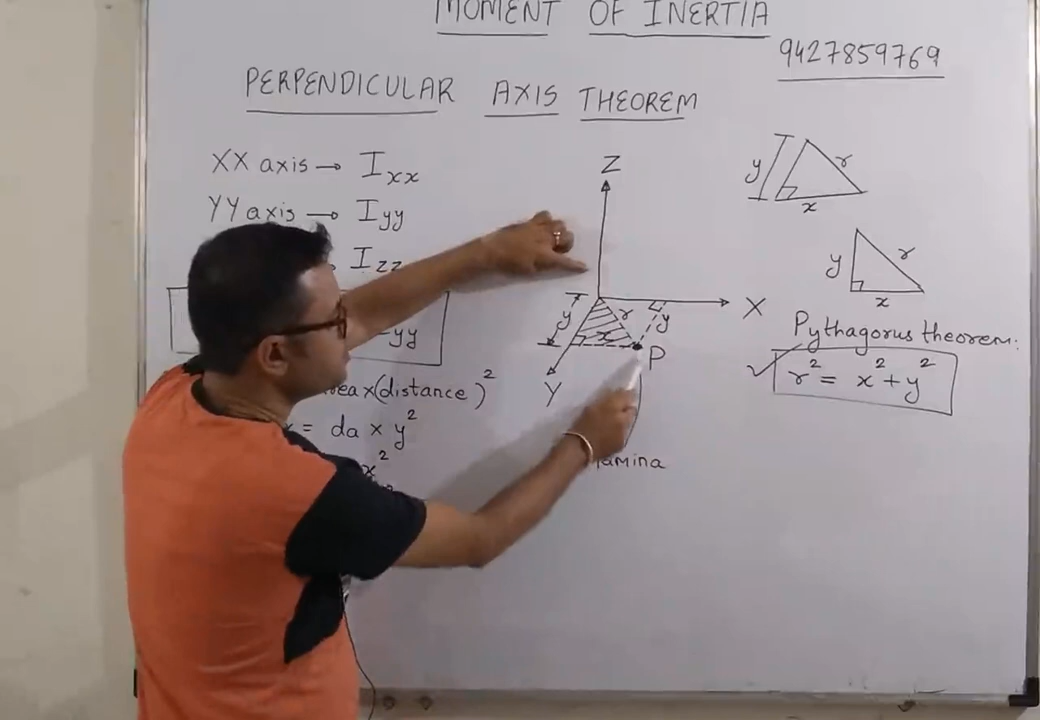 MOMENT OF INERTIA
9427859769
PERPENDICULAR AXIS THEOREM
XX axis → Ixx
YY axis → Iyy
Izz
yy
x(distance)²
= da × y²
x²
Z
X
Y
P
r
x
y
y
lamina
y
r
x
y
r
x
Pythagorus theorem:
✓ r² = x² + y²